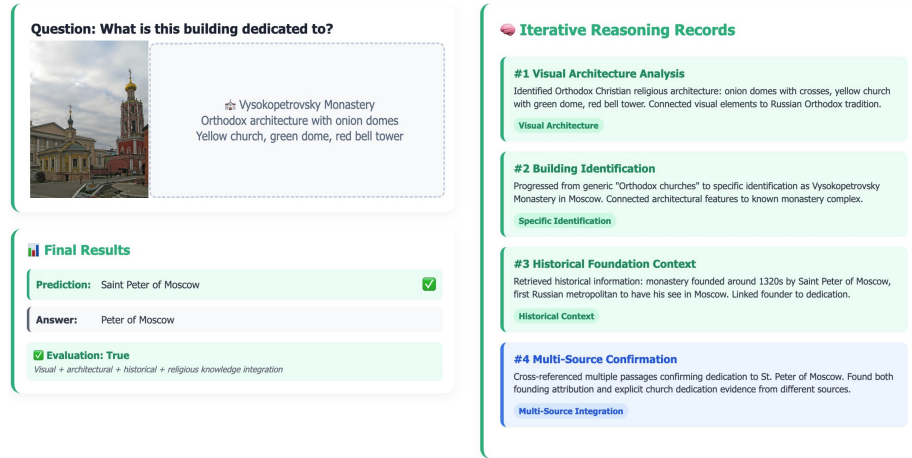 Question: What is this building dedicated to?
Vysokopetrovsky Monastery
Orthodox architecture with onion domes
Yellow church, green dome, red bell tower
Final Results
Prediction: Saint Peter of Moscow
Answer: Peter of Moscow
Evaluation: True
Visual + architectural + historical + religious knowledge integration
Iterative Reasoning Records
#1 Visual Architecture Analysis
Identified Orthodox Christian religious architecture: onion domes with crosses, yellow church
with green dome, red bell tower. Connected visual elements to Russian Orthodox tradition.
Visual Architecture
#2 Building Identification
Progressed from generic "Orthodox churches" to specific identification as Vysokopetrovsky
Monastery in Moscow. Connected architectural features to known monastery complex.
Specific Identification
#3 Historical Foundation Context
Retrieved historical information: monastery founded around 1320s by Saint Peter of Moscow,
first Russian metropolitan to have his see in Moscow. Linked founder to dedication.
Historical Context
#4 Multi-Source Confirmation
Cross-referenced multiple passages confirming dedication to St. Peter of Moscow. Found both
founding attribution and explicit church dedication evidence from different sources.
Multi-Source Integration